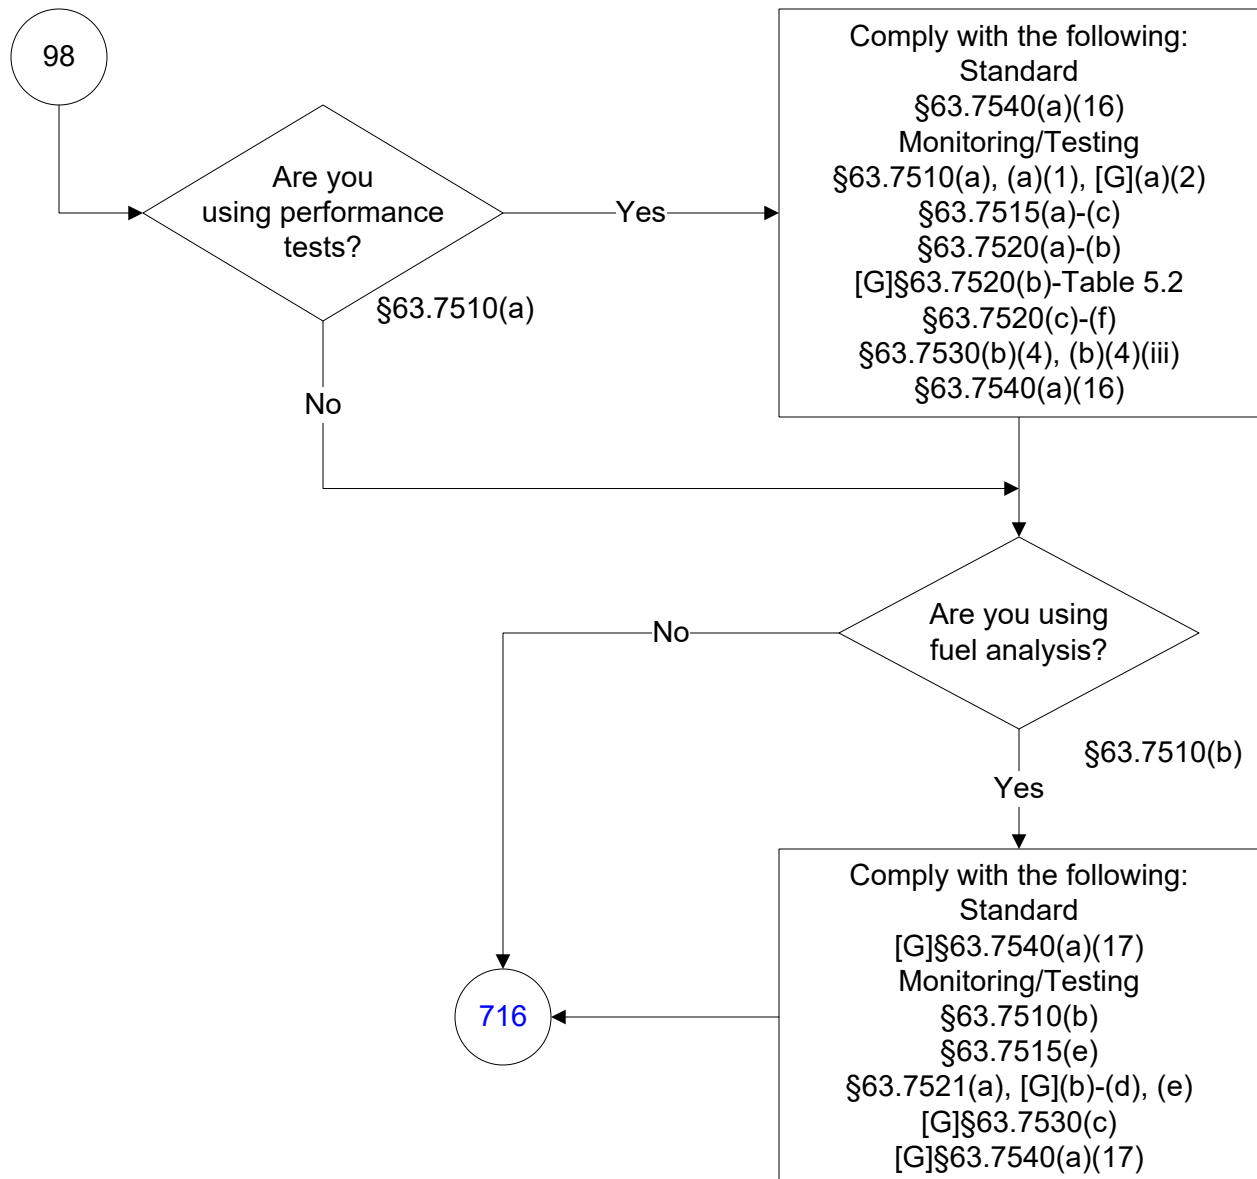 98
Are you
using performance
tests?
§63.7510(a)
Yes
No
Comply with the following:
Standard
§63.7540(a)(16)
Monitoring/Testing
§63.7510(a), (a)(1), [G](a)(2)
§63.7515(a)-(c)
§63.7520(a)-(b)
[G]§63.7520(b)-Table 5.2
§63.7520(c)-(f)
§63.7530(b)(4), (b)(4)(iii)
§63.7540(a)(16)
Are you using
fuel analysis?
§63.7510(b)
No
Yes
Comply with the following:
Standard
[G]§63.7540(a)(17)
Monitoring/Testing
§63.7510(b)
§63.7515(e)
§63.7521(a), [G](b)-(d), (e)
[G]§63.7530(c)
[G]§63.7540(a)(17)
716